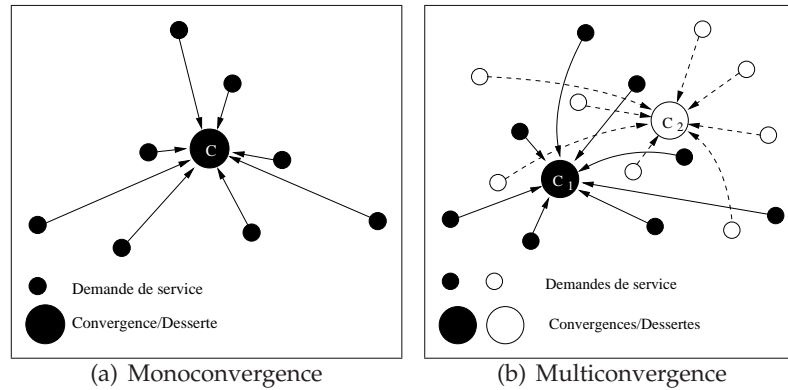 C
Demande de service
Convergence/Desserte
(a) Monoconvergence
C 2
C 1
Demandes de service
Convergences/Dessertes
(b) Multiconvergence